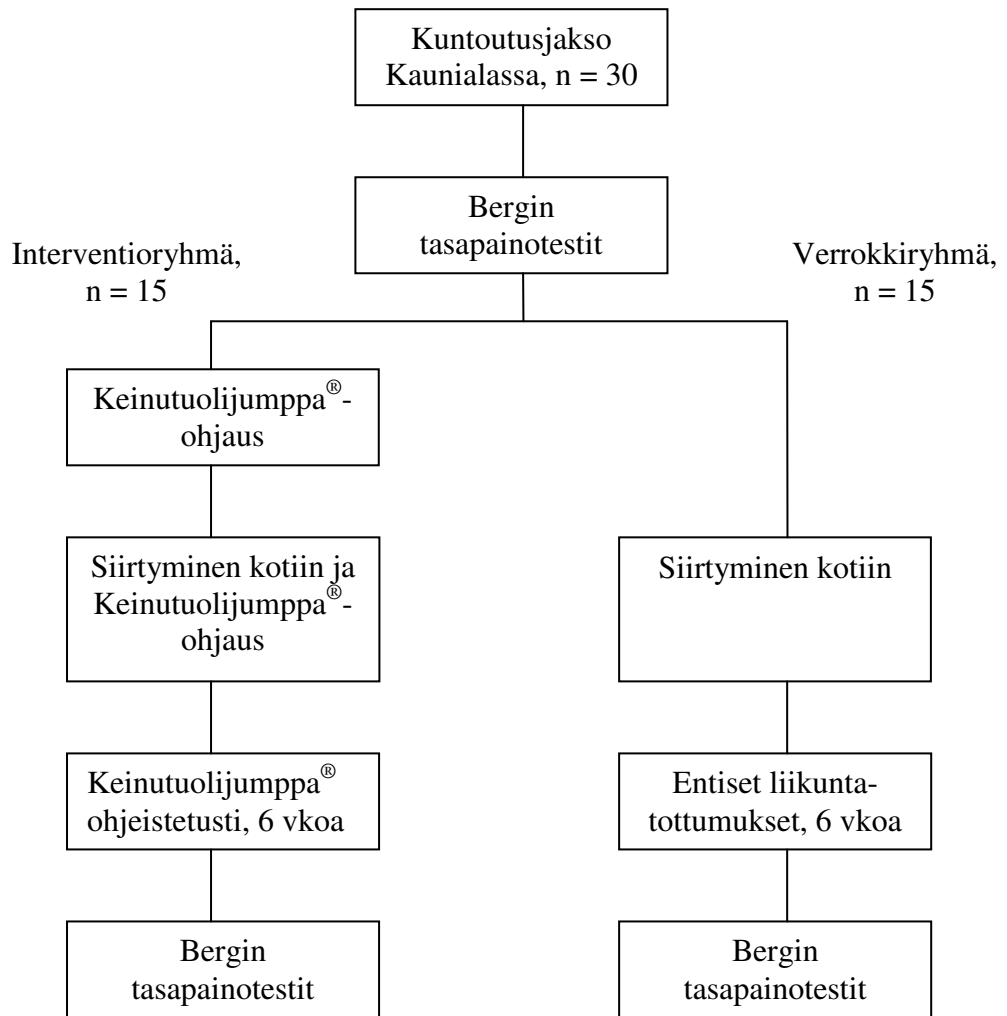 Kuntoutusjakso
Kaunialassa, n = 30
Bergin
tasapainotestit
Interventioryhmä,
n = 15
Verrokkiryhmä,
n = 15
Keinutuolijumppa®-
ohjaus
Siirtyminen kotiin ja
Keinutuolijumppa®-
ohjaus
Siirtyminen kotiin
Keinutuolijumppa®
ohjeistetusti, 6 vkoa
Entiset liikunta-
tottumukset, 6 vkoa
Bergin
tasapainotestit
Bergin
tasapainotestit